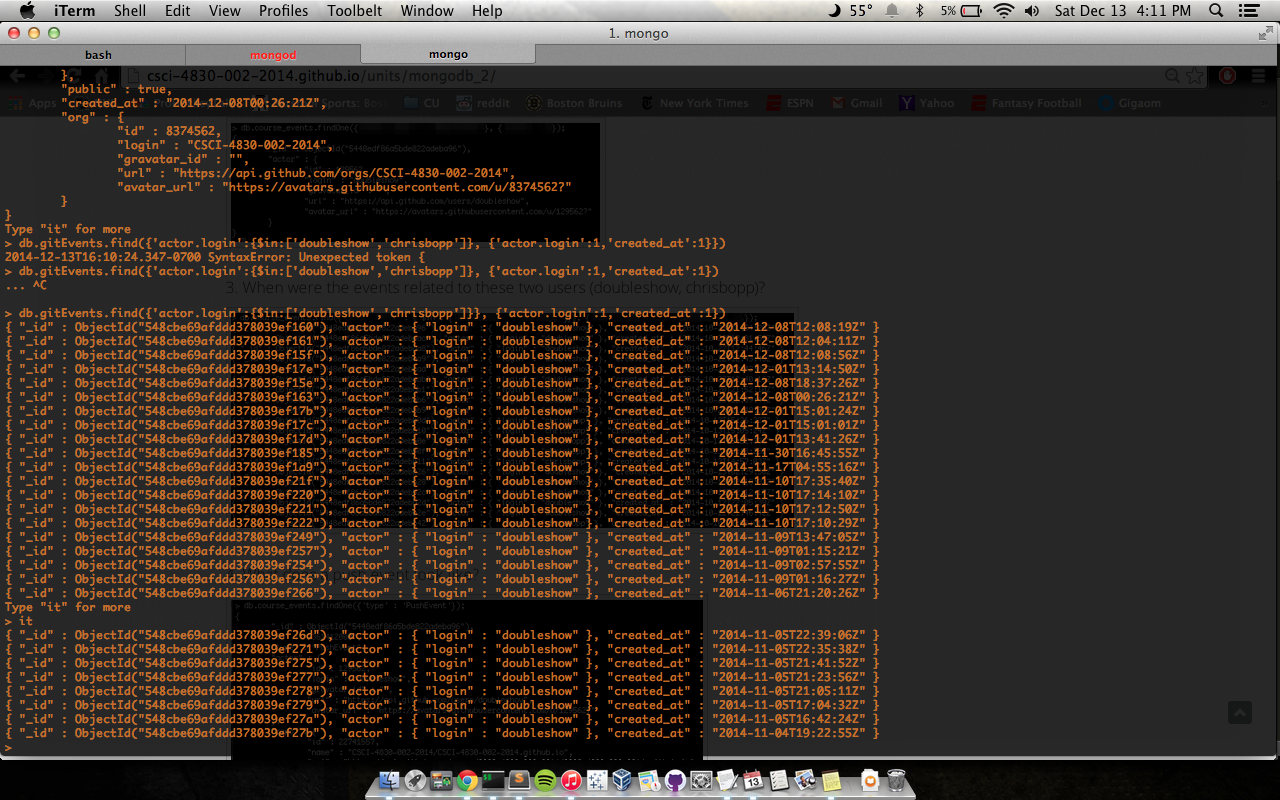 iTerm Shell Edit View Profiles Toolbelt Window Help 55° 5% Sat Dec 13 4:11 PM
1. mongo
bash mongod mongo
csci-4830-002-2014.github.io/units/mongodb_2/
},
"public" : true,
"created_at" : "2014-12-08T00:26:21Z",
Apps CU reddit Boston Bruins New York Times ESPN Gmail Yahoo Fantasy Football Gigaom
"org" : {
"id" : 8374562,
"login" : "CSCI-4830-002-2014",
"gravatar_id" : "",
"url" : "https://api.github.com/orgs/CSCI-4830-002-2014",
"avatar_url" : "https://avatars.githubusercontent.com/u/8374562?"
}
}
Type "it" for more
> db.gitEvents.find({'actor.login':{$in:['doubleshow','chrisbopp']}, {'actor.login':1,'created_at':1}})
2014-12-13T16:10:24.347-0700 SyntaxError: Unexpected token {
> db.gitEvents.find({'actor.login':{$in:['doubleshow','chrisbopp']}, {'actor.login':1,'created_at':1})
... ^C
3. When were the events related to these two users (doubleshow, chrisbopp)?
> db.gitEvents.find({'actor.login':{$in:['doubleshow','chrisbopp']}}, {'actor.login':1,'created_at':1})
{ "_id" : ObjectId("548cbe69afddd378039ef160"), "actor" : { "login" : "doubleshow" }, "created_at" : "2014-12-08T12:08:19Z" }
{ "_id" : ObjectId("548cbe69afddd378039ef161"), "actor" : { "login" : "doubleshow" }, "created_at" : "2014-12-08T12:04:11Z" }
{ "_id" : ObjectId("548cbe69afddd378039ef15f"), "actor" : { "login" : "doubleshow" }, "created_at" : "2014-12-08T12:08:56Z" }
{ "_id" : ObjectId("548cbe69afddd378039ef17e"), "actor" : { "login" : "doubleshow" }, "created_at" : "2014-12-01T13:14:50Z" }
{ "_id" : ObjectId("548cbe69afddd378039ef15e"), "actor" : { "login" : "doubleshow" }, "created_at" : "2014-12-08T18:37:26Z" }
{ "_id" : ObjectId("548cbe69afddd378039ef163"), "actor" : { "login" : "doubleshow" }, "created_at" : "2014-12-08T00:26:21Z" }
{ "_id" : ObjectId("548cbe69afddd378039ef17b"), "actor" : { "login" : "doubleshow" }, "created_at" : "2014-12-01T15:01:24Z" }
{ "_id" : ObjectId("548cbe69afddd378039ef17c"), "actor" : { "login" : "doubleshow" }, "created_at" : "2014-12-01T15:01:01Z" }
{ "_id" : ObjectId("548cbe69afddd378039ef17d"), "actor" : { "login" : "doubleshow" }, "created_at" : "2014-12-01T13:41:26Z" }
{ "_id" : ObjectId("548cbe69afddd378039ef185"), "actor" : { "login" : "doubleshow" }, "created_at" : "2014-11-30T16:45:55Z" }
{ "_id" : ObjectId("548cbe69afddd378039ef1a9"), "actor" : { "login" : "doubleshow" }, "created_at" : "2014-11-17T04:55:16Z" }
{ "_id" : ObjectId("548cbe69afddd378039ef21f"), "actor" : { "login" : "doubleshow" }, "created_at" : "2014-11-10T17:35:40Z" }
{ "_id" : ObjectId("548cbe69afddd378039ef220"), "actor" : { "login" : "doubleshow" }, "created_at" : "2014-11-10T17:14:10Z" }
{ "_id" : ObjectId("548cbe69afddd378039ef221"), "actor" : { "login" : "doubleshow" }, "created_at" : "2014-11-10T17:12:50Z" }
{ "_id" : ObjectId("548cbe69afddd378039ef222"), "actor" : { "login" : "doubleshow" }, "created_at" : "2014-11-10T17:10:29Z" }
{ "_id" : ObjectId("548cbe69afddd378039ef249"), "actor" : { "login" : "doubleshow" }, "created_at" : "2014-11-09T13:47:05Z" }
{ "_id" : ObjectId("548cbe69afddd378039ef257"), "actor" : { "login" : "doubleshow" }, "created_at" : "2014-11-09T01:15:21Z" }
{ "_id" : ObjectId("548cbe69afddd378039ef254"), "actor" : { "login" : "doubleshow" }, "created_at" : "2014-11-09T02:57:55Z" }
{ "_id" : ObjectId("548cbe69afddd378039ef256"), "actor" : { "login" : "doubleshow" }, "created_at" : "2014-11-09T01:16:27Z" }
{ "_id" : ObjectId("548cbe69afddd378039ef266"), "actor" : { "login" : "doubleshow" }, "created_at" : "2014-11-06T21:20:26Z" }
Type "it" for more
> db.course_events.findOne({'type' : 'PushEvent'});
> it
{ "_id" : ObjectId("548cbe69afddd378039ef26d"), "actor" : { "login" : "doubleshow" }, "created_at" : "2014-11-05T22:39:06Z" }
{ "_id" : ObjectId("548cbe69afddd378039ef271"), "actor" : { "login" : "doubleshow" }, "created_at" : "2014-11-05T22:35:38Z" }
{ "_id" : ObjectId("548cbe69afddd378039ef275"), "actor" : { "login" : "doubleshow" }, "created_at" : "2014-11-05T21:41:52Z" }
{ "_id" : ObjectId("548cbe69afddd378039ef277"), "actor" : { "login" : "doubleshow" }, "created_at" : "2014-11-05T21:23:56Z" }
{ "_id" : ObjectId("548cbe69afddd378039ef278"), "actor" : { "login" : "doubleshow" }, "created_at" : "2014-11-05T21:05:11Z" }
{ "_id" : ObjectId("548cbe69afddd378039ef279"), "actor" : { "login" : "doubleshow" }, "created_at" : "2014-11-05T17:04:32Z" }
{ "_id" : ObjectId("548cbe69afddd378039ef27a"), "actor" : { "login" : "doubleshow" }, "created_at" : "2014-11-05T16:42:24Z" }
{ "_id" : ObjectId("548cbe69afddd378039ef27b"), "actor" : { "login" : "doubleshow" }, "created_at" : "2014-11-04T19:22:55Z" }
>
"name" : "CSCI-4830-002-2014/CSCI-4830-002-2014.github.io",